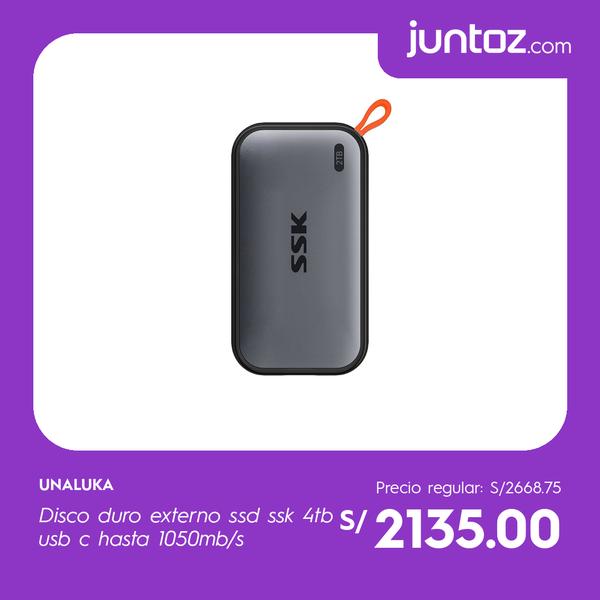 juntoz.com
2TB
SSK
UNALUKA
Disco duro externo ssd ssk 4tb
usb c hasta 1050mb/s
Precio regular: S/2668.75
S/ 2135.00